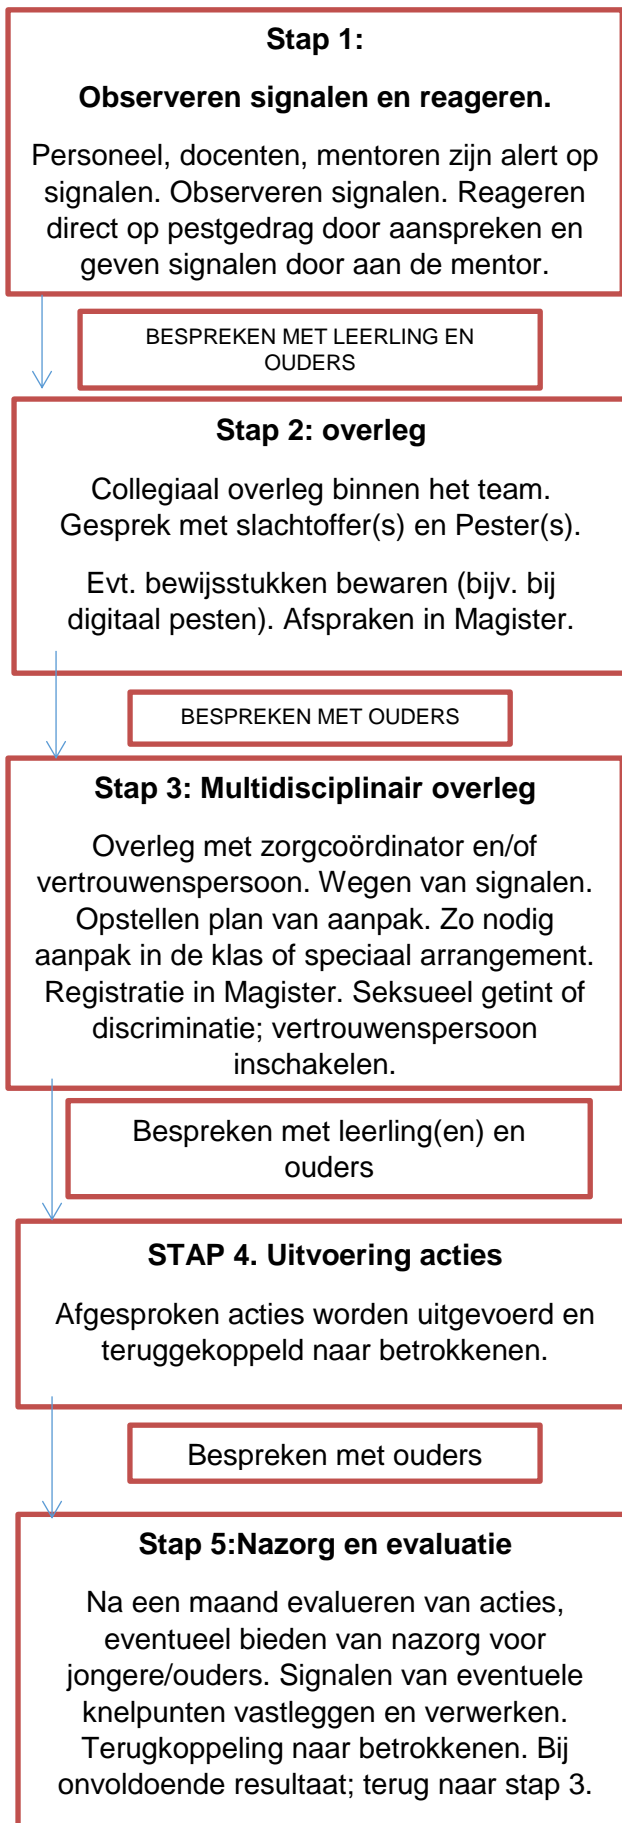 Stap 1:
Observeren signalen en reageren.
Personeel, docenten, mentoren zijn alert op
signalen. Observeren signalen. Reageren
direct op pestgedrag door aanspreken en
geven signalen door aan de mentor.
BESPREKEN MET LEERLING EN
OUDERS
Stap 2: overleg
Collegiaal overleg binnen het team.
Gesprek met slachtoffer(s) en Pester(s).
Evt. bewijsstukken bewaren (bijv. bij
digitaal pesten). Afspraken in Magister.
BESPREKEN MET OUDERS
Stap 3: Multidisciplinair overleg
Overleg met zorgcoördinator en/of
vertrouwenspersoon. Wegen van signalen.
Opstellen plan van aanpak. Zo nodig
aanpak in de klas of speciaal arrangement.
Registratie in Magister. Seksueel getint of
discriminatie; vertrouwenspersoon
inschakelen.
Bespreken met leerling(en) en
ouders
STAP 4. Uitvoering acties
Afgesproken acties worden uitgevoerd en
teruggekoppeld naar betrokkenen.
Bespreken met ouders
Stap 5:Nazorg en evaluatie
Na een maand evalueren van acties,
eventueel bieden van nazorg voor
jongere/ouders. Signalen van eventuele
knelpunten vastleggen en verwerken.
Terugkoppeling naar betrokkenen. Bij
onvoldoende resultaat; terug naar stap 3.